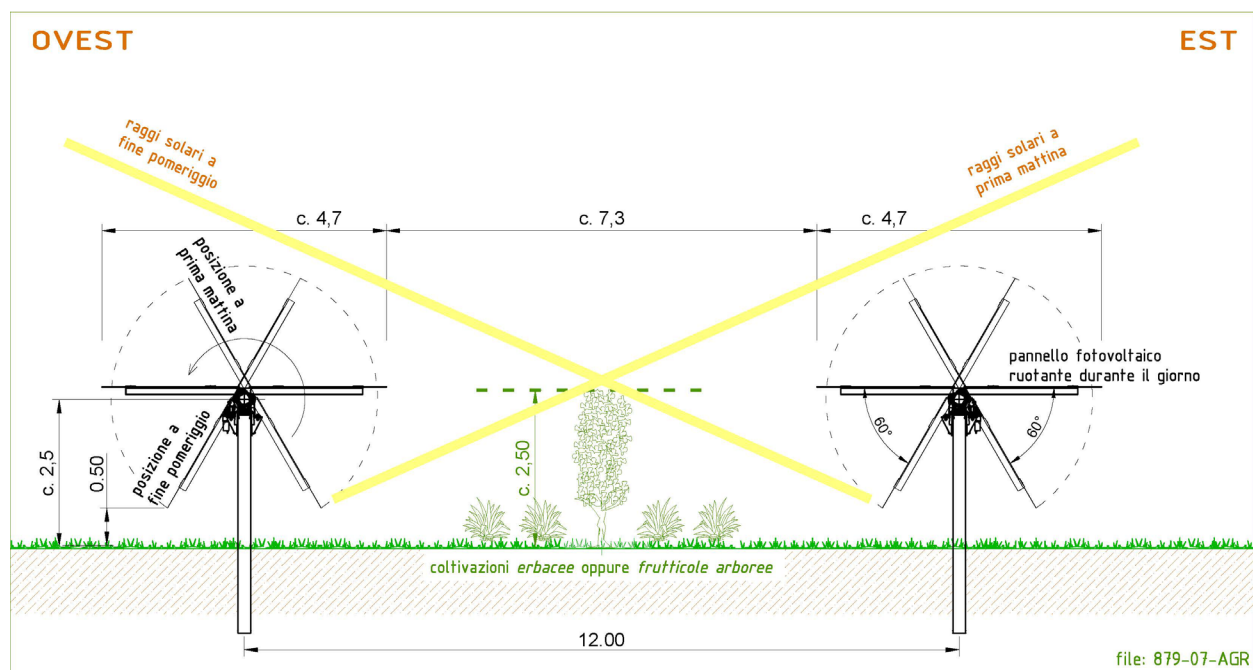 OVEST
EST
raggi solari a
fine pomeriggio
raggi solari a
prima mattina
c. 4,7
c. 7,3
c. 4,7
posizione a
prima mattina
pannello fotovoltaico
ruotante durante il giorno
posizione a
fine pomeriggio
60°
60°
c. 2,5
0.50
c. 2,50
coltivazioni erbacee oppure frutticole arboree
12.00
file: 879-07-AGR